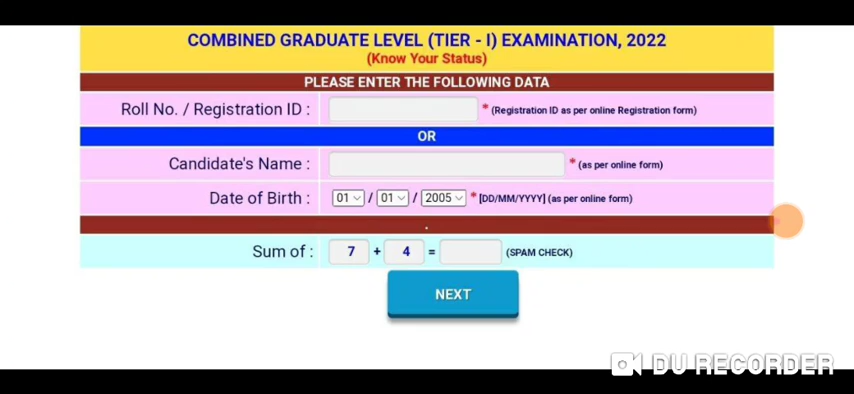 COMBINED GRADUATE LEVEL (TIER - I) EXAMINATION, 2022
(Know Your Status)
PLEASE ENTER THE FOLLOWING DATA
Roll No. / Registration ID : * (Registration ID as per online Registration form)
OR
Candidate's Name : * (as per online form)
Date of Birth : 01 / 01 / 2005 * [DD/MM/YYYY] (as per online form)
.
Sum of : 7 + 4 = (SPAM CHECK)
NEXT
DU RECORDER